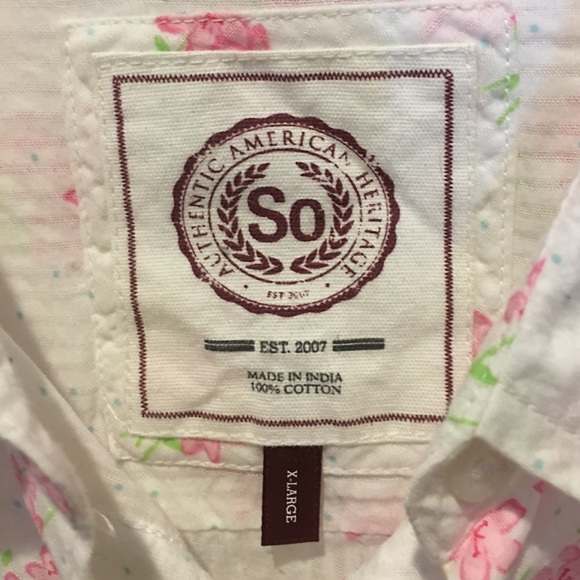 AUTHENTIC AMERICAN HERITAGE
So
EST 2007
EST. 2007
MADE IN INDIA
100% COTTON
X-LARGE